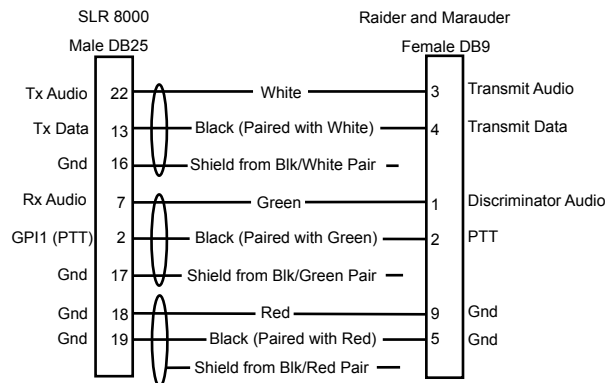 SLR 8000 Raider and Marauder
Male DB25 Female DB9
Tx Audio 22 White 3 Transmit Audio
Tx Data 13 Black (Paired with White) 4 Transmit Data
Gnd 16 Shield from Blk/White Pair
Rx Audio 7 Green 1 Discriminator Audio
GPI1 (PTT) 2 Black (Paired with Green) 2 PTT
Gnd 17 Shield from Blk/Green Pair
Gnd 18 Red 9 Gnd
Gnd 19 Black (Paired with Red) 5 Gnd
Shield from Blk/Red Pair